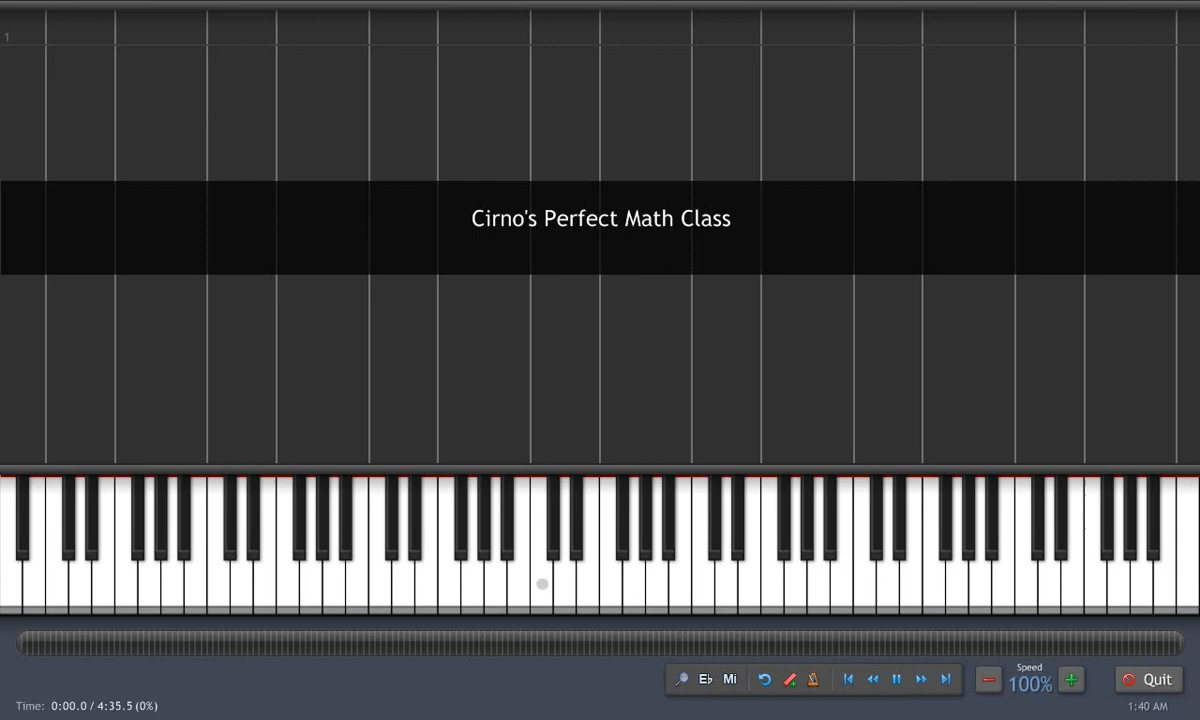 1
Cirno's Perfect Math Class
E♭ Mi
Speed
100%
Quit
Time: 0:00.0 / 4:35.5 (0%)
1:40 AM